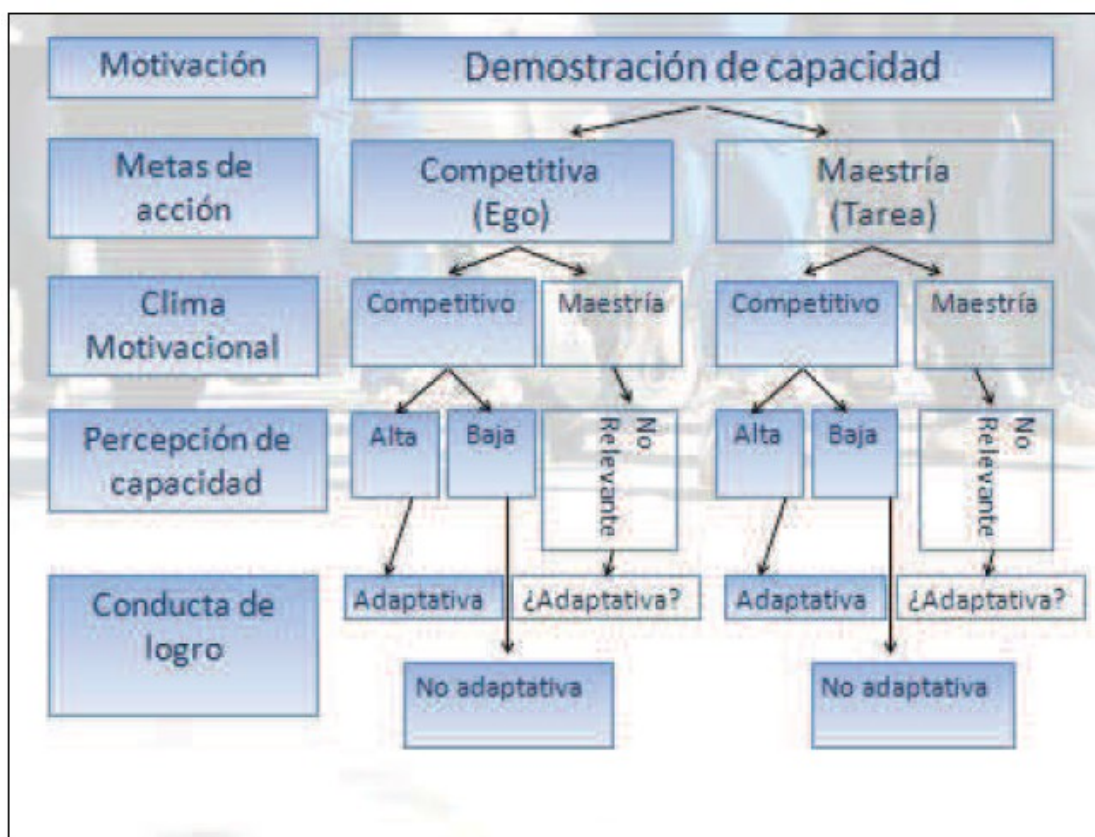 Motivación
Demostración de capacidad
Metas de
acción
Competitiva
(Ego)
Maestría
(Tarea)
Clima
Motivacional
Competitivo
Maestría
Competitivo
Maestría
Percepción de
capacidad
Alta
Baja
No
Relevante
Alta
Baja
No
Relevante
Conducta de
logro
Adaptativa
¿Adaptativa?
Adaptativa
¿Adaptativa?
No adaptativa
No adaptativa